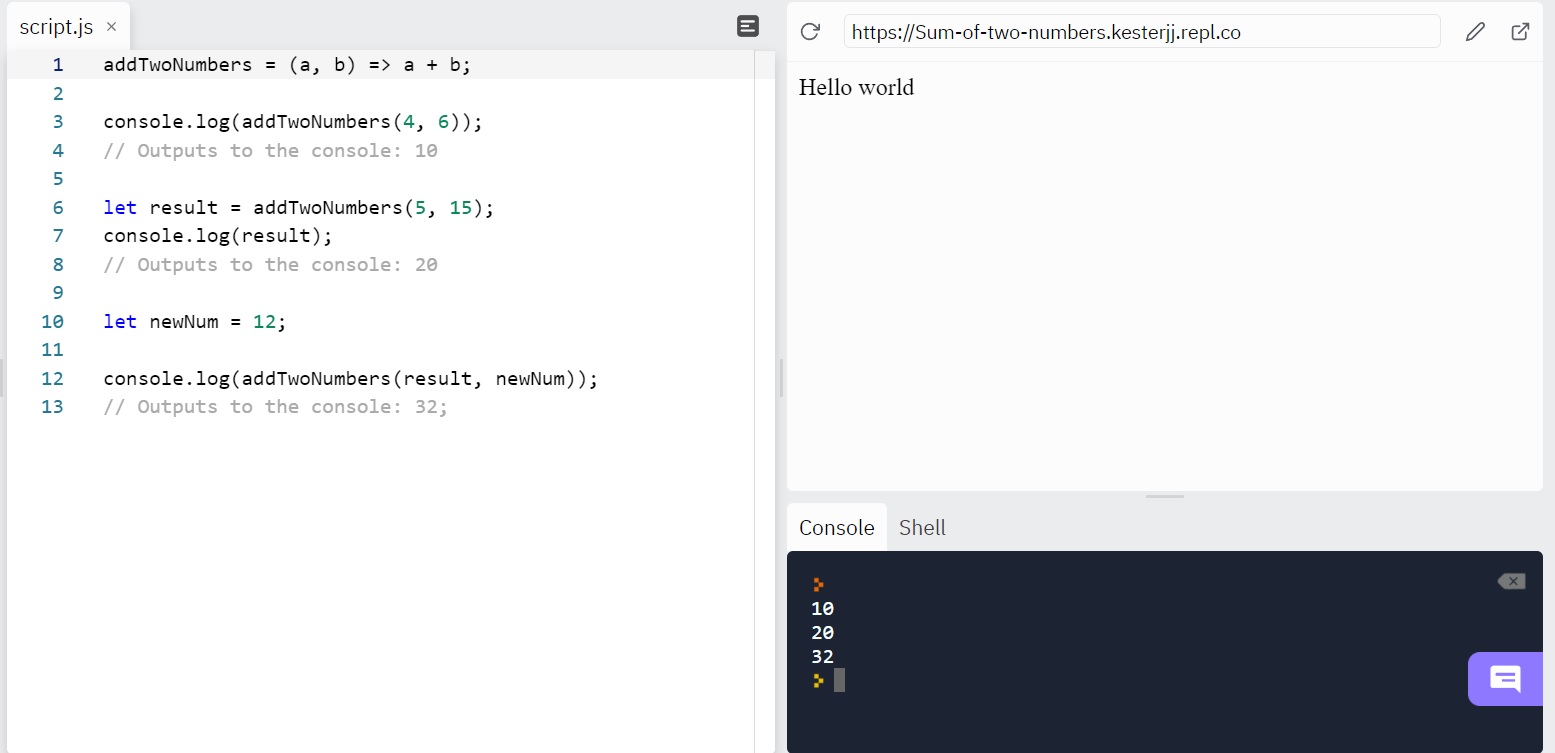 script.js ×
1 addTwoNumbers = (a, b) => a + b;
2
3 console.log(addTwoNumbers(4, 6));
4 // Outputs to the console: 10
5
6 let result = addTwoNumbers(5, 15);
7 console.log(result);
8 // Outputs to the console: 20
9
10 let newNum = 12;
11
12 console.log(addTwoNumbers(result, newNum));
13 // Outputs to the console: 32;
https://Sum-of-two-numbers.kesterjj.repl.co
Hello world
Console Shell
10
20
32